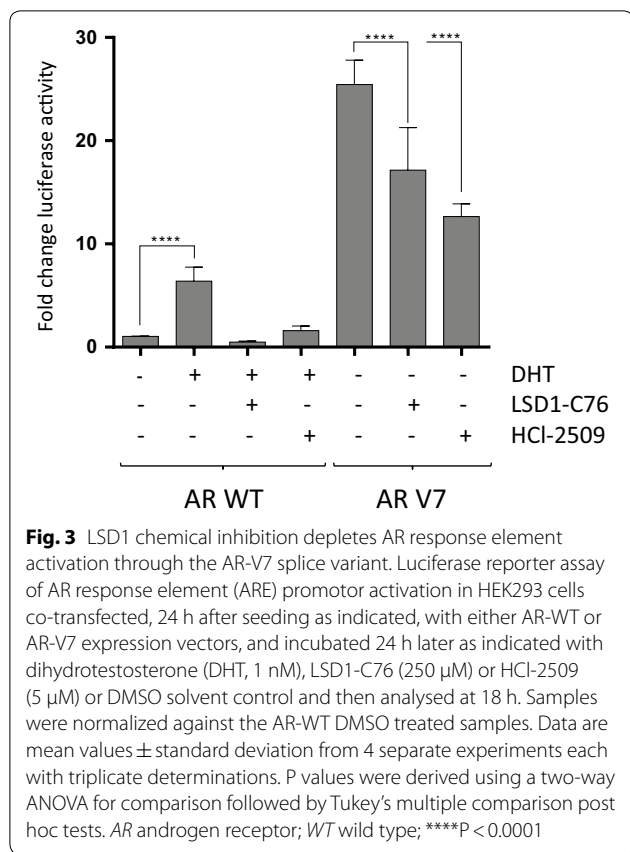 Fold change luciferase activity
30
20
10
0
****
****
****
- + + + - - - DHT
- - + - - + - LSD1-C76
- - - + - - + HCl-2509
AR WT AR V7
Fig. 3 LSD1 chemical inhibition depletes AR response element
activation through the AR-V7 splice variant. Luciferase reporter assay
of AR response element (ARE) promotor activation in HEK293 cells
co-transfected, 24 h after seeding as indicated, with either AR-WT or
AR-V7 expression vectors, and incubated 24 h later as indicated with
dihydrotestosterone (DHT, 1 nM), LSD1-C76 (250 μM) or HCl-2509
(5 μM) or DMSO solvent control and then analysed at 18 h. Samples
were normalized against the AR-WT DMSO treated samples. Data are
mean values ± standard deviation from 4 separate experiments each
with triplicate determinations. P values were derived using a two-way
ANOVA for comparison followed by Tukey's multiple comparison post
hoc tests. AR androgen receptor; WT wild type; ****P < 0.0001